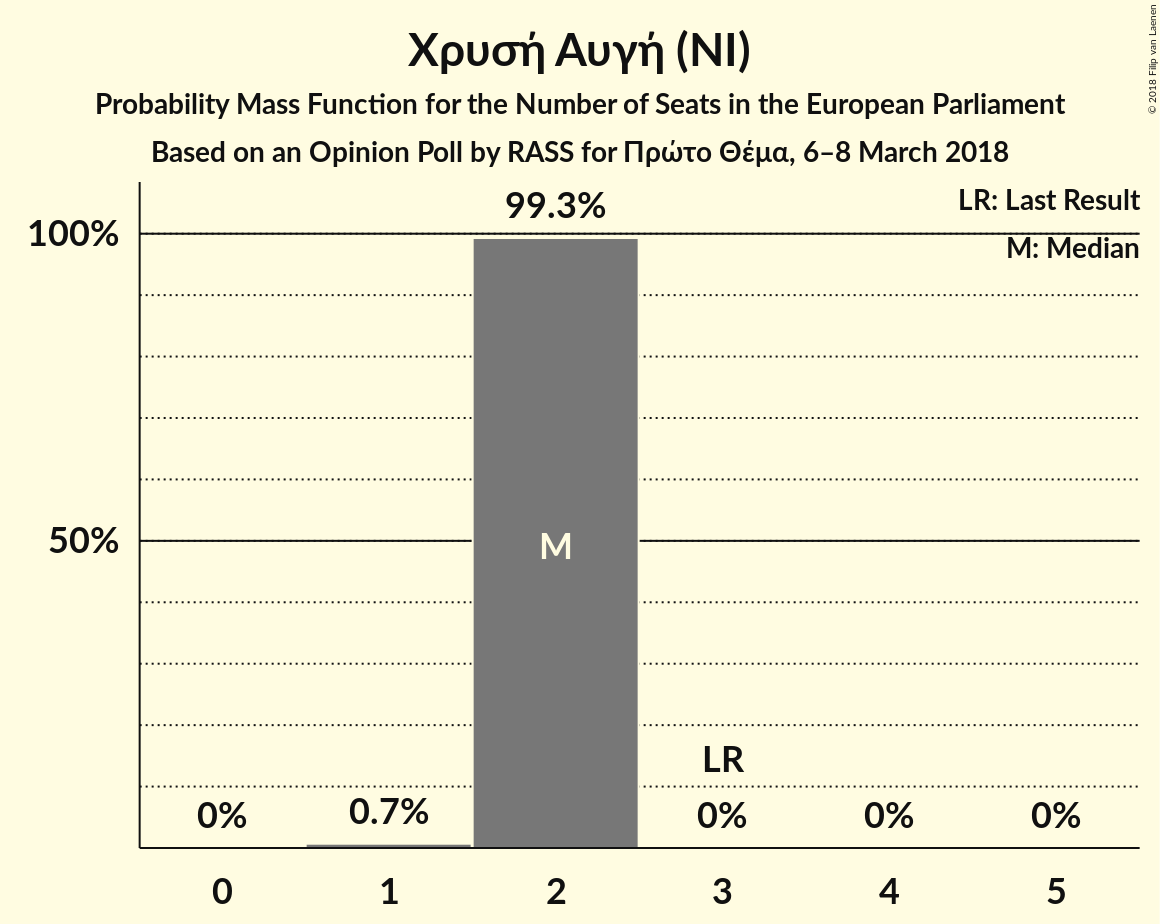 Χρυσή Αυγή (NI)
Probability Mass Function for the Number of Seats in the European Parliament
Based on an Opinion Poll by RASS for Πρώτο Θέμα, 6–8 March 2018
© 2018 Filip van Laenen
LR: Last Result
M: Median
99.3%
100%
50%
M
LR
0%
0.7%
0%
0%
0%
0
1
2
3
4
5